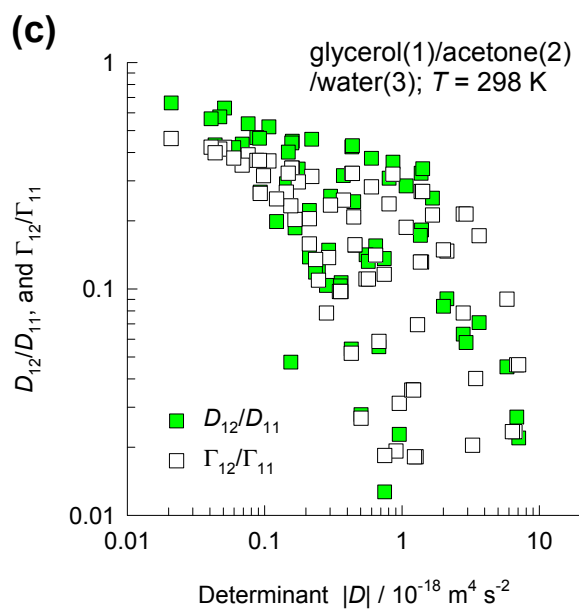 (c)
glycerol(1)/acetone(2)
/water(3); T = 298 K
1
0.1
0.01
D₁₂/D₁₁, and Γ₁₂/Γ₁₁
D₁₂/D₁₁
Γ₁₂/Γ₁₁
0.01 0.1 1 10
Determinant |D| / 10⁻¹⁸ m⁴ s⁻²